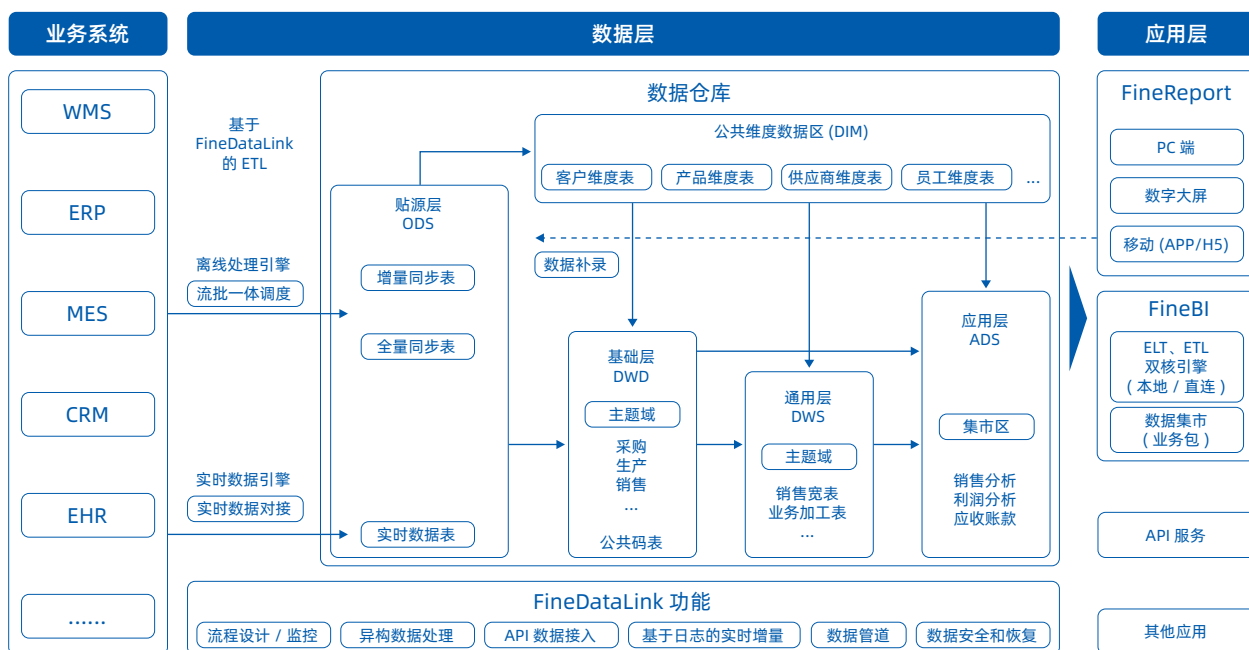 业务系统
数据层
应用层
WMS
ERP
MES
CRM
EHR
......
基于
FineDataLink
的 ETL
离线处理引擎
流批一体调度
实时数据引擎
实时数据对接
数据仓库
贴源层
ODS
增量同步表
全量同步表
实时数据表
公共维度数据区 (DIM)
客户维度表
产品维度表
供应商维度表
员工维度表
...
数据补录
基础层
DWD
主题域
采购
生产
销售
...
公共码表
通用层
DWS
主题域
销售宽表
业务加工表
...
应用层
ADS
集市区
销售分析
利润分析
应收账款
FineDataLink 功能
流程设计 / 监控
异构数据处理
API 数据接入
基于日志的实时增量
数据管道
数据安全和恢复
FineReport
PC 端
数字大屏
移动 (APP/H5)
FineBI
ELT、ETL
双核引擎
( 本地 / 直连 )
数据集市
( 业务包 )
API 服务
其他应用